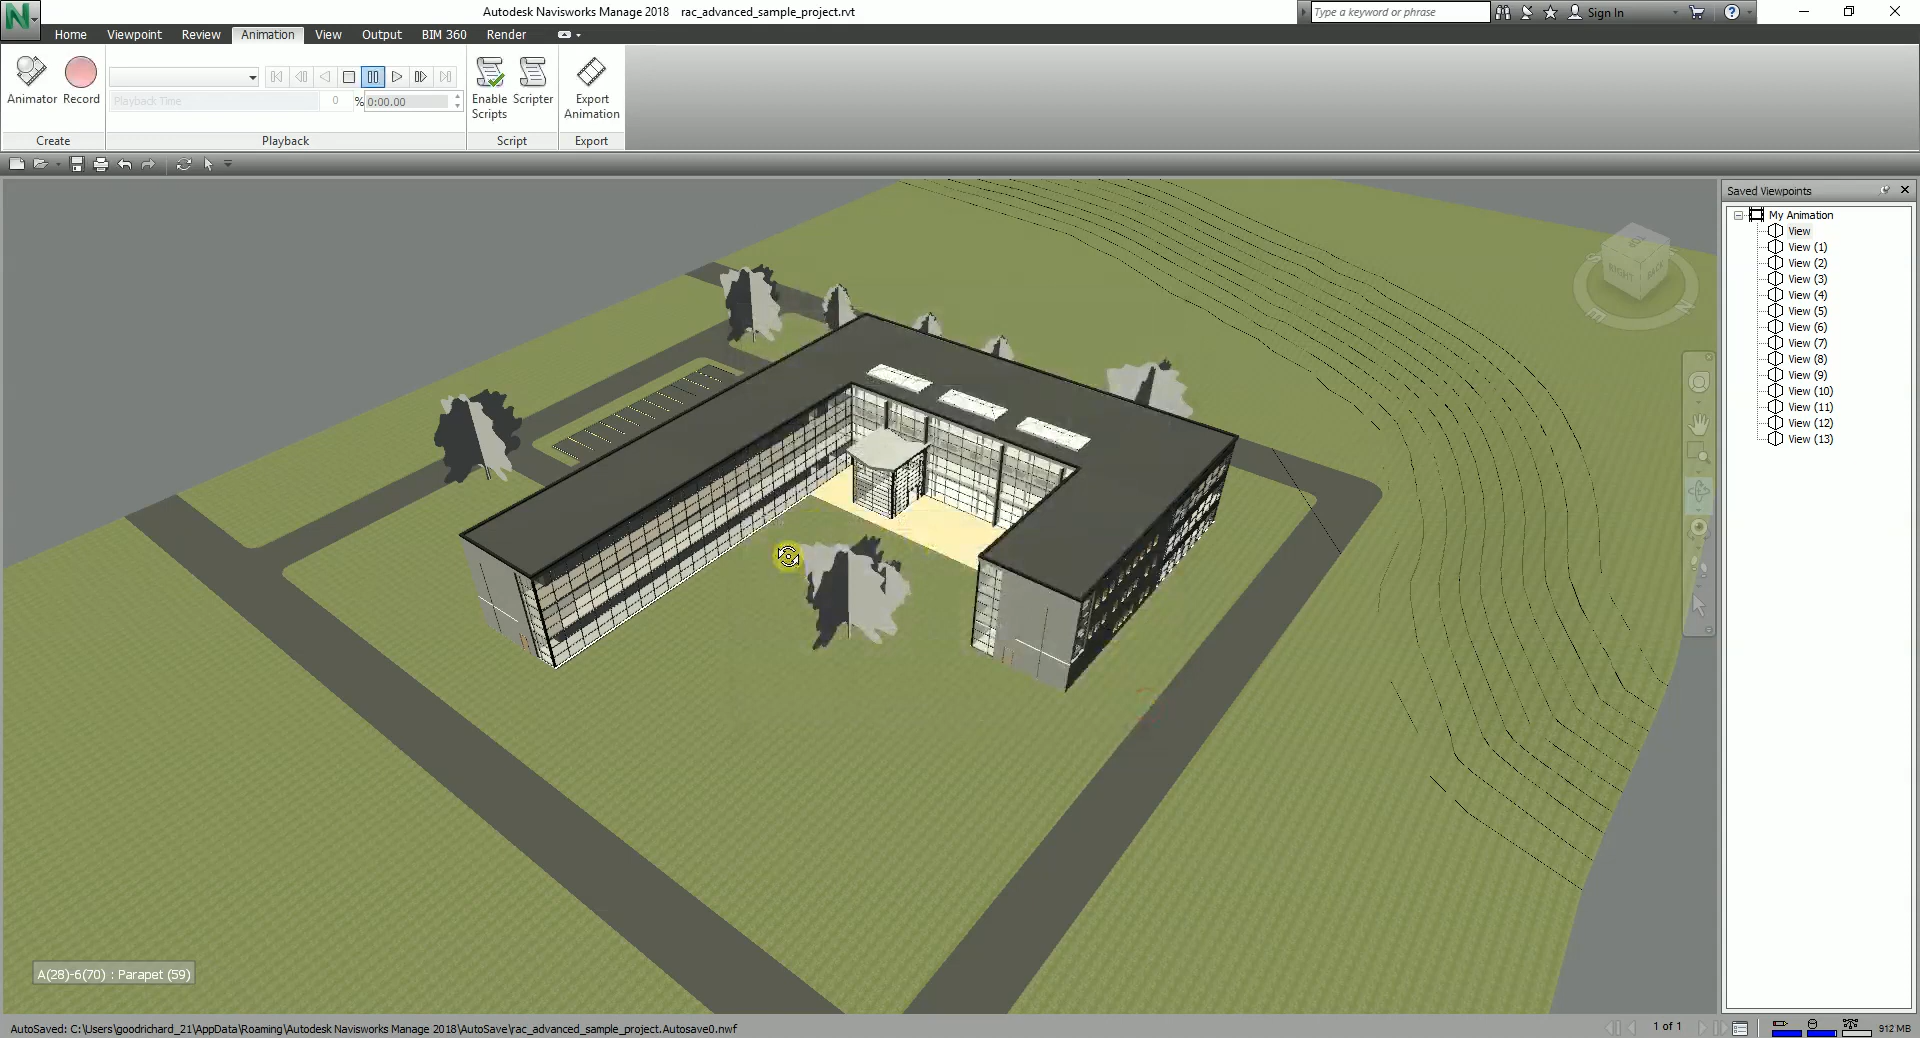 Autodesk Navisworks Manage 2018 rac_advanced_sample_project.rvt
Type a keyword or phrase
Sign In
Home Viewpoint Review Animation View Output BIM 360 Render
Animator Record
Playback Time 0 % 0:00.00
Enable Scripts
Scripter
Export Animation
Create Playback Script Export
Saved Viewpoints
My Animation
View
View (1)
View (2)
View (3)
View (4)
View (5)
View (6)
View (7)
View (8)
View (9)
View (10)
View (11)
View (12)
View (13)
RIGHT BACK
S
E
A(28)-6(70) : Parapet (59)
AutoSaved: C:\Users\goodrichard_21\AppData\Roaming\Autodesk Navisworks Manage 2018\AutoSave\rac_advanced_sample_project.Autosave0.nwf
1 of 1
912 MB